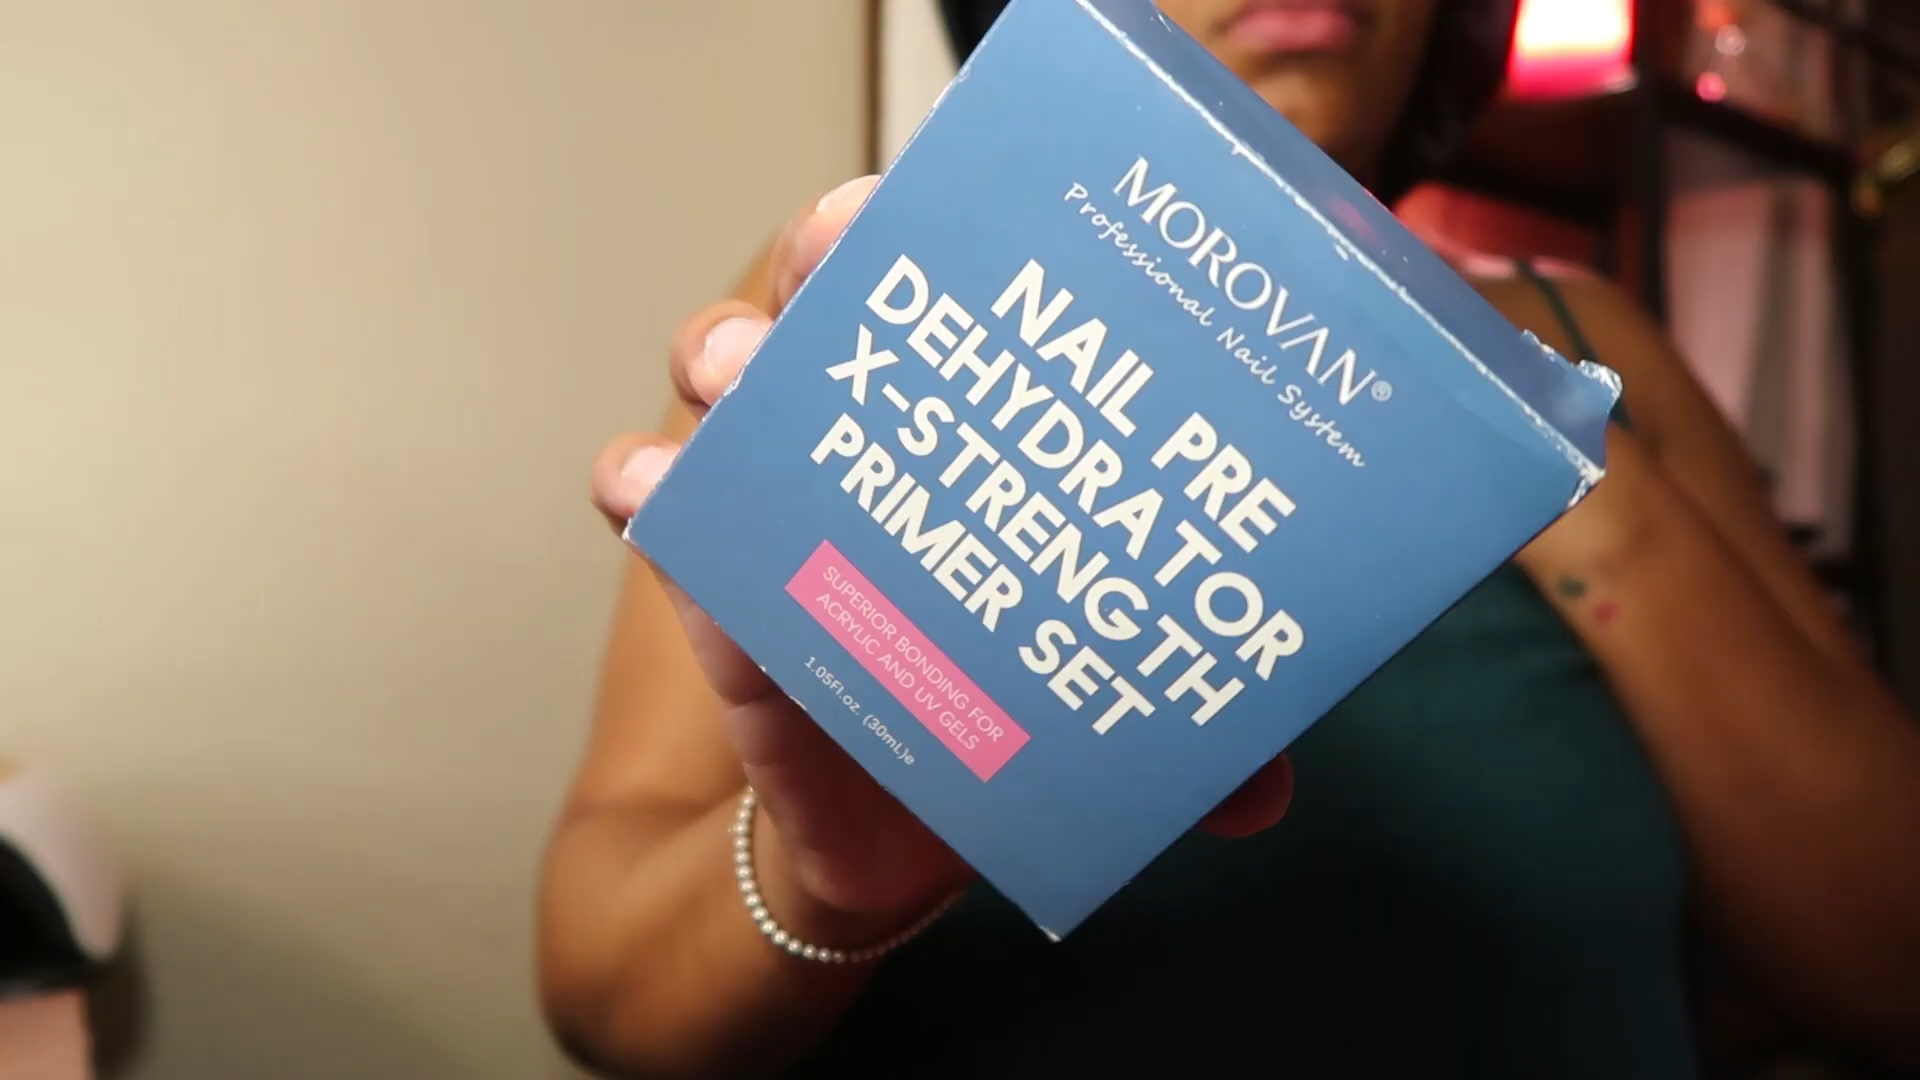 MOROVAN®
Professional Nail System
NAIL PRE
DEHYDRATOR
X-STRENGTH
PRIMER SET
SUPERIOR BONDING FOR
ACRYLIC AND UV GELS
1.05Fl.oz. (30mL)e